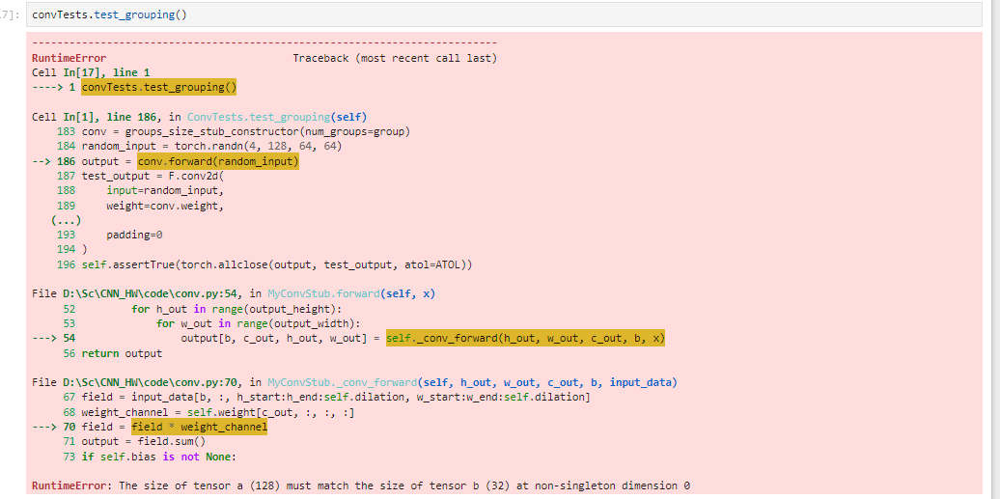 17]: convTests.test_grouping()
---------------------------------------------------------------------------
RuntimeError Traceback (most recent call last)
Cell In[17], line 1
----> 1 convTests.test_grouping()
Cell In[1], line 186, in ConvTests.test_grouping(self)
183 conv = groups_size_stub_constructor(num_groups=group)
184 random_input = torch.randn(4, 128, 64, 64)
--> 186 output = conv.forward(random_input)
187 test_output = F.conv2d(
188 input=random_input,
189 weight=conv.weight,
(...)
193 padding=0
194 )
196 self.assertTrue(torch.allclose(output, test_output, atol=ATOL))
File D:\Sc\CNN_HW\code\conv.py:54, in MyConvStub.forward(self, x)
52 for h_out in range(output_height):
53 for w_out in range(output_width):
---> 54 output[b, c_out, h_out, w_out] = self._conv_forward(h_out, w_out, c_out, b, x)
56 return output
File D:\Sc\CNN_HW\code\conv.py:70, in MyConvStub._conv_forward(self, h_out, w_out, c_out, b, input_data)
67 field = input_data[b, :, h_start:h_end:self.dilation, w_start:w_end:self.dilation]
68 weight_channel = self.weight[c_out, :, :, :]
---> 70 field = field * weight_channel
71 output = field.sum()
73 if self.bias is not None:
RuntimeError: The size of tensor a (128) must match the size of tensor b (32) at non-singleton dimension 0